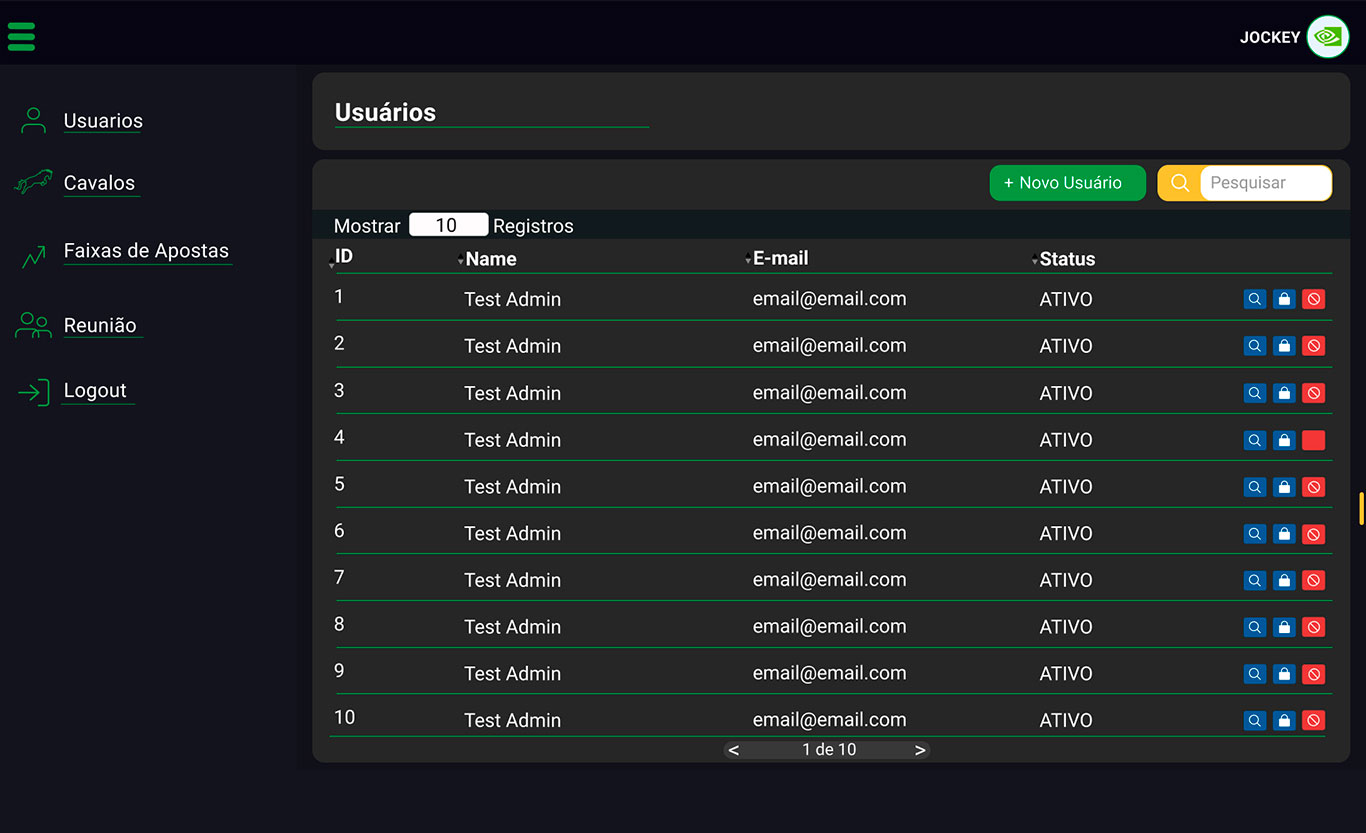 JOCKEY
Usuarios
Cavalos
Faixas de Apostas
Reunião
Logout
Usuários
+ Novo Usuário
Pesquisar
Mostrar 10 Registros
ID Name E-mail Status
1 Test Admin email@email.com ATIVO
2 Test Admin email@email.com ATIVO
3 Test Admin email@email.com ATIVO
4 Test Admin email@email.com ATIVO
5 Test Admin email@email.com ATIVO
6 Test Admin email@email.com ATIVO
7 Test Admin email@email.com ATIVO
8 Test Admin email@email.com ATIVO
9 Test Admin email@email.com ATIVO
10 Test Admin email@email.com ATIVO
< 1 de 10 >